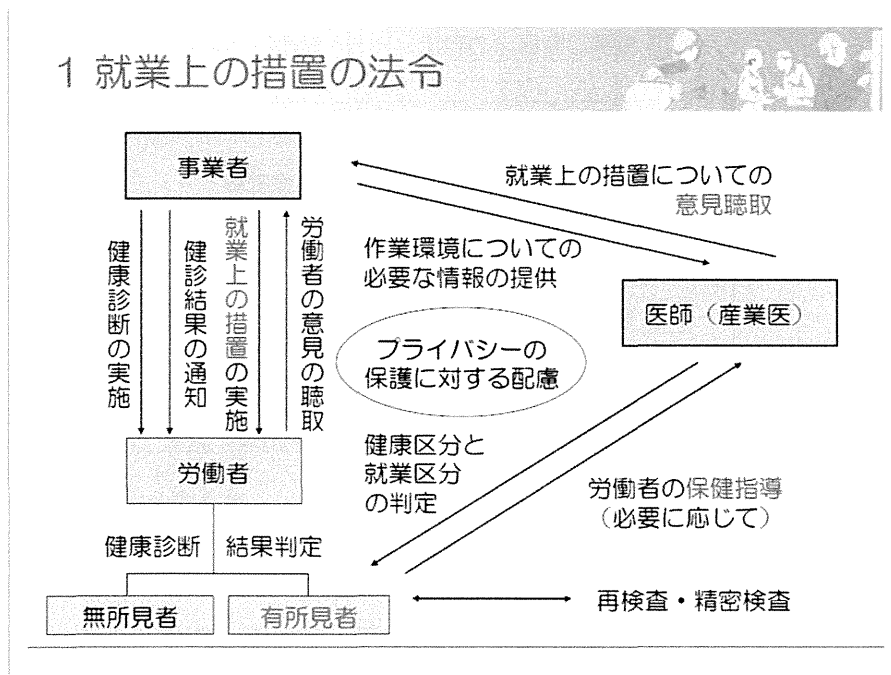 1 就業上の措置の法令
事業者
就業上の措置についての
意見聴取
作業環境についての
必要な情報の提供
健康診断の実施
健診結果の通知
就業上の措置の実施
労働者の意見の聴取
医師（産業医）
プライバシーの
保護に対する配慮
労働者
健康区分と
就業区分
の判定
労働者の保健指導
（必要に応じて）
健康診断 結果判定
無所見者
有所見者
再検査・精密検査